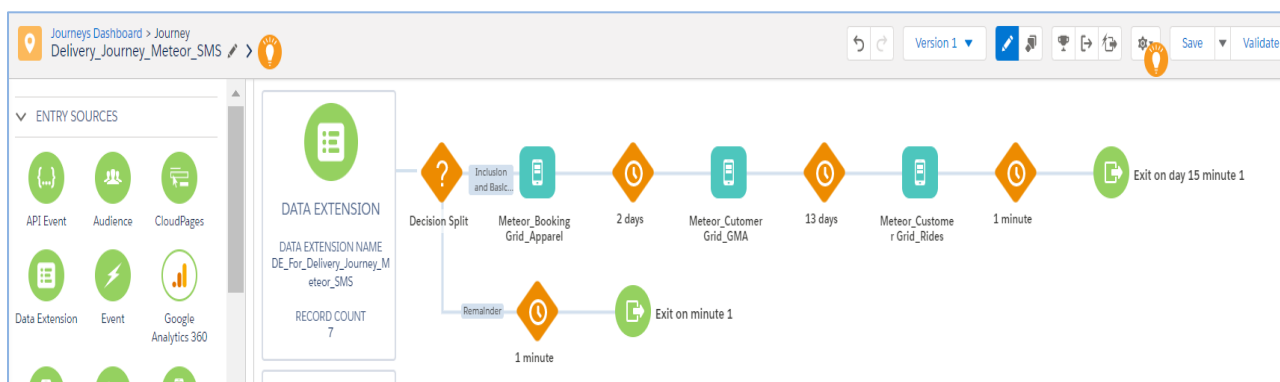 Journeys Dashboard > Journey
Delivery_Journey_Meteor_SMS
Version 1
Save
Validate
ENTRY SOURCES
API Event
Audience
CloudPages
Data Extension
Event
Google
Analytics 360
DATA EXTENSION
DATA EXTENSION NAME
DE_For_Delivery_Journey_M
eteor_SMS
RECORD COUNT
7
Decision Split
Inclusion
and Basic...
Meteor_Booking
Grid_Apparel
2 days
Meteor_Cutomer
Grid_GMA
13 days
Meteor_Custome
r Grid_Rides
1 minute
Exit on day 15 minute 1
Remainder
1 minute
Exit on minute 1